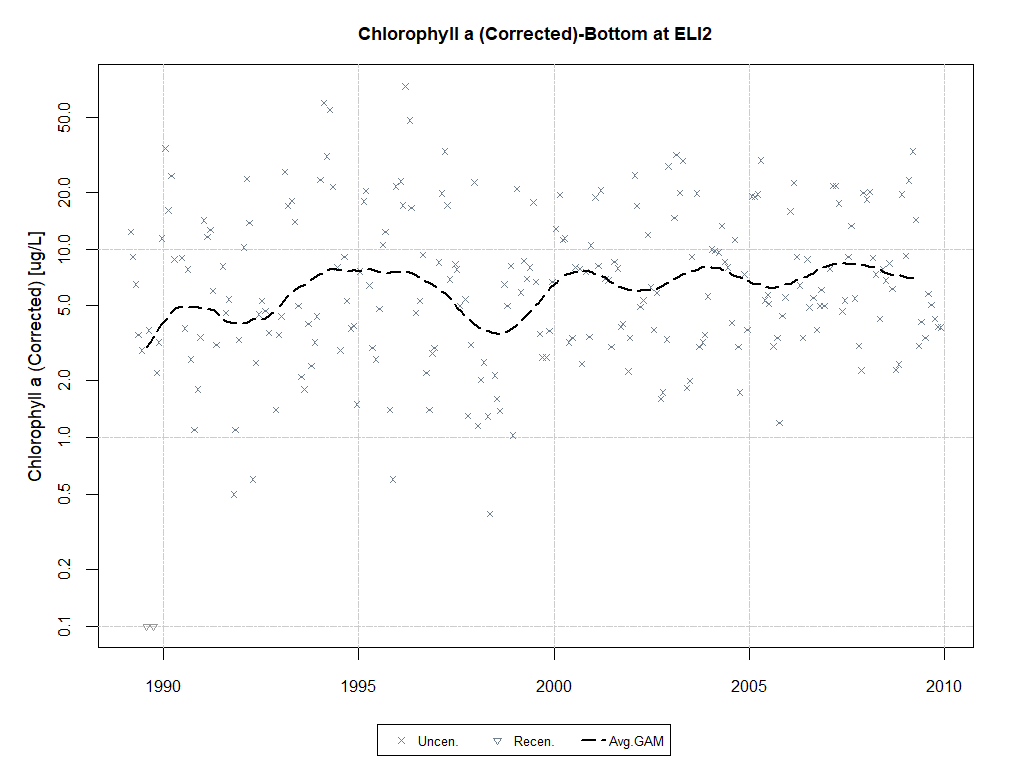 Chlorophyll a (Corrected)-Bottom at ELI2
Chlorophyll a (Corrected) [ug/L]
50.0
20.0
10.0
5.0
2.0
1.0
0.5
0.2
0.1
1990 1995 2000 2005 2010
Uncen. Recen. Avg.GAM